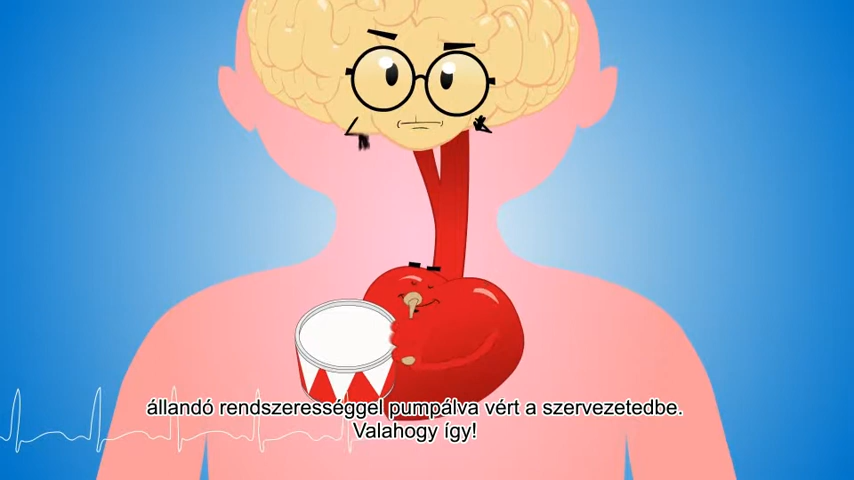 állandó rendszerességgel pumpálva vért a szervezetedbe.
Valahogy így!